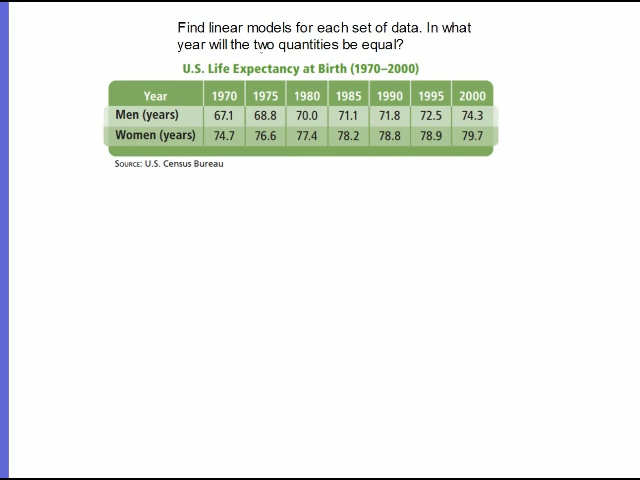 Find linear models for each set of data. In what
year will the two quantities be equal?
U.S. Life Expectancy at Birth (1970–2000)
Year 1970 1975 1980 1985 1990 1995 2000
Men (years) 67.1 68.8 70.0 71.1 71.8 72.5 74.3
Women (years) 74.7 76.6 77.4 78.2 78.8 78.9 79.7
SOURCE: U.S. Census Bureau